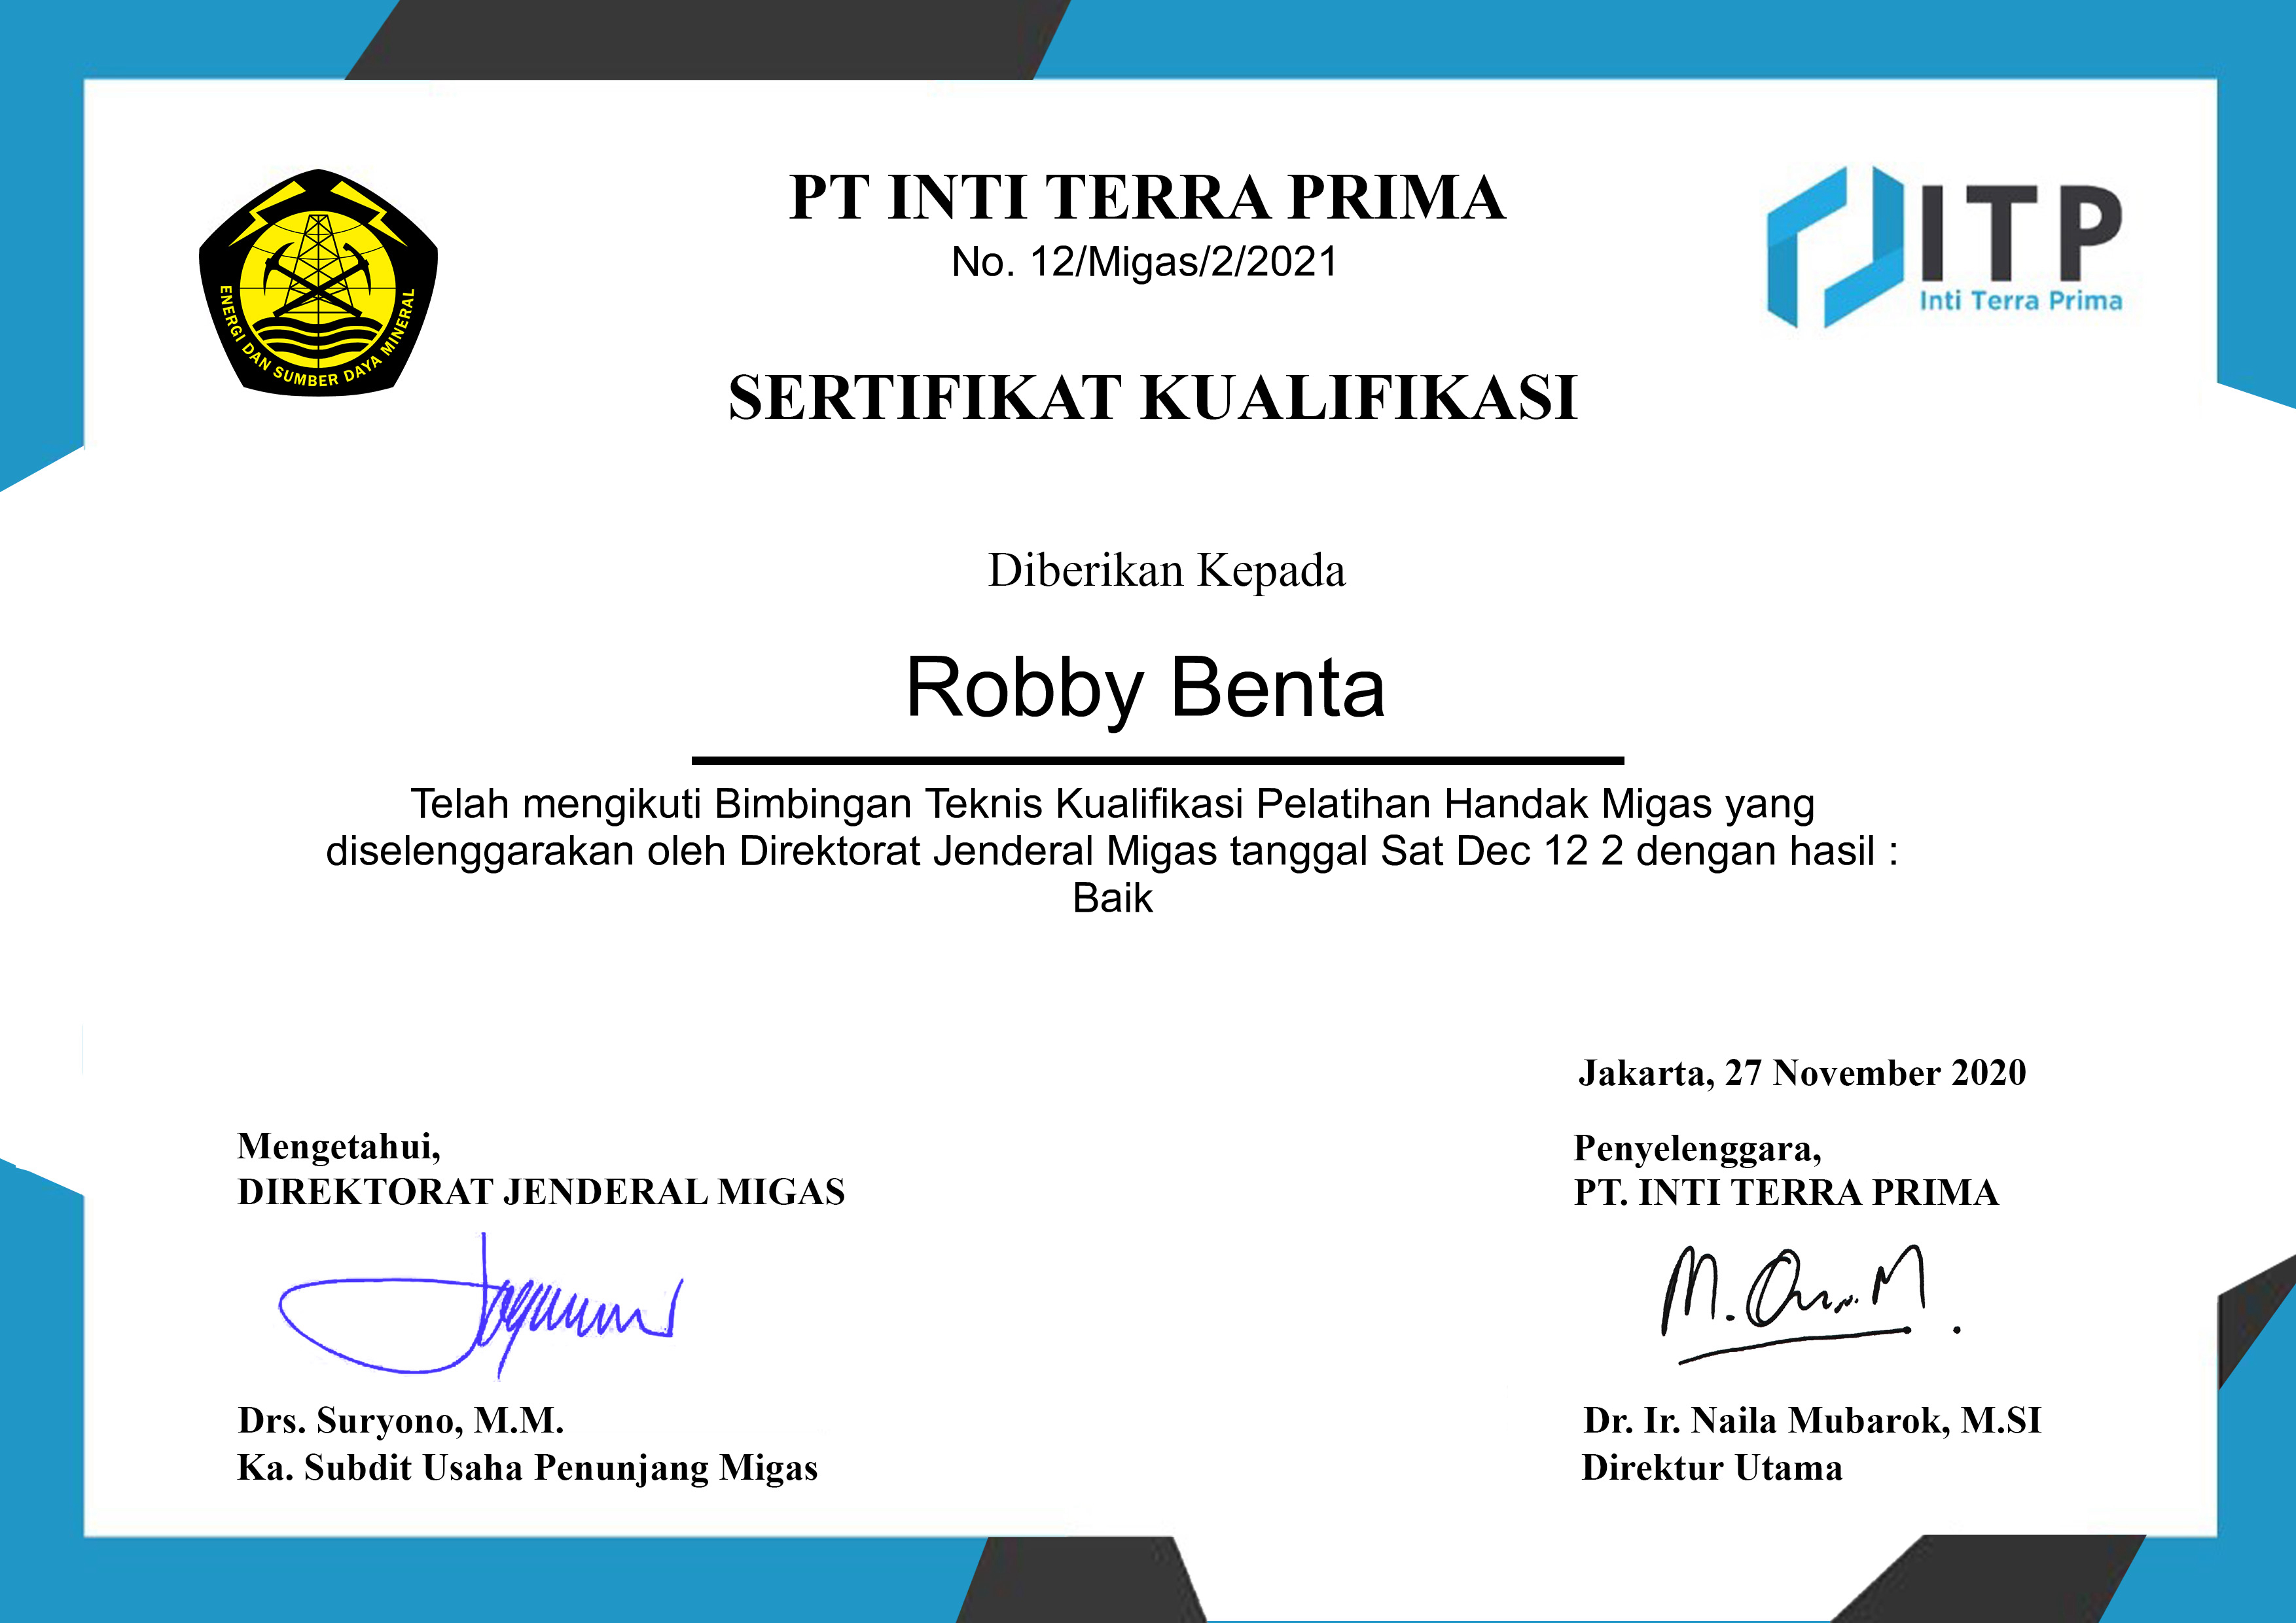 PT INTI TERRA PRIMA
No. 12/Migas/2/2021
ENERGI DAN SUMBER DAYA MINERAL
ITP
Inti Terra Prima
SERTIFIKAT KUALIFIKASI
Diberikan Kepada
Robby Benta
Telah mengikuti Bimbingan Teknis Kualifikasi Pelatihan Handak Migas yang
diselenggarakan oleh Direktorat Jenderal Migas tanggal Sat Dec 12 2 dengan hasil :
Baik
Jakarta, 27 November 2020
Mengetahui,
DIREKTORAT JENDERAL MIGAS
Drs. Suryono, M.M.
Ka. Subdit Usaha Penunjang Migas
Penyelenggara,
PT. INTI TERRA PRIMA
Dr. Ir. Naila Mubarok, M.SI
Direktur Utama